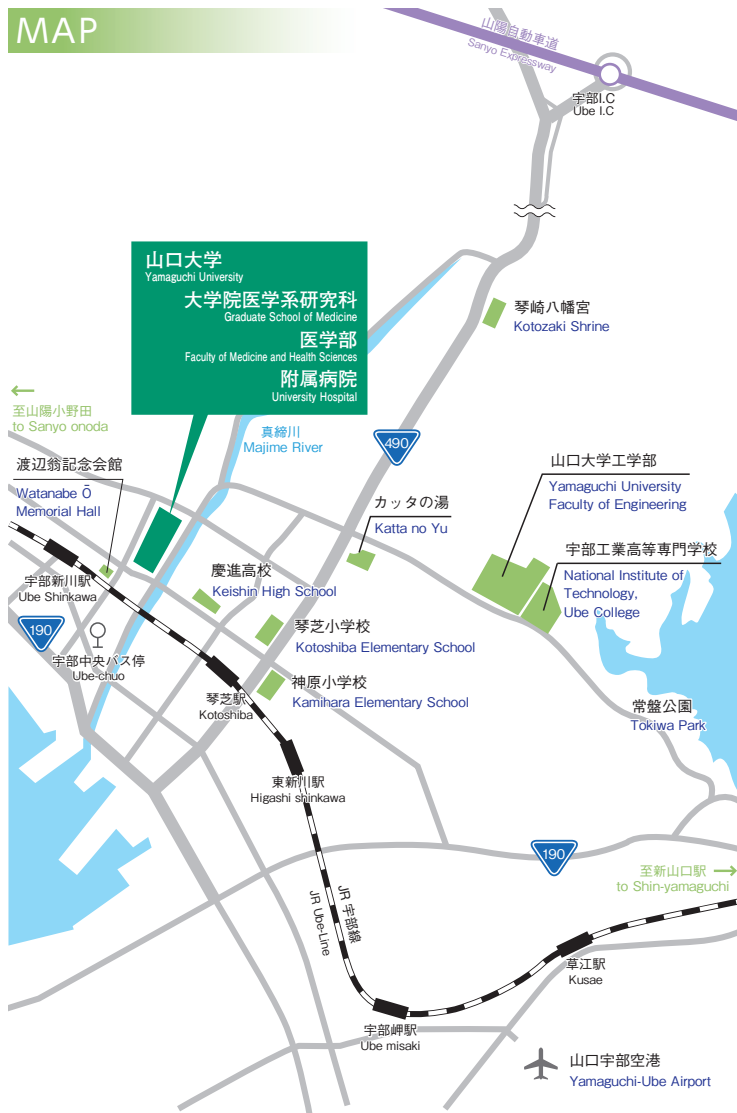 MAP
山陽自動車道
Sanyo Expressway
宇部I.C
Ube I.C
山口大学
Yamaguchi University
大学院医学系研究科
Graduate School of Medicine
医学部
Faculty of Medicine and Health Sciences
附属病院
University Hospital
琴崎八幡宮
Kotozaki Shrine
←
至山陽小野田
to Sanyo onoda
真締川
Majime River
490
渡辺翁記念会館
Watanabe Ō
Memorial Hall
カッタの湯
Katta no Yu
山口大学工学部
Yamaguchi University
Faculty of Engineering
宇部工業高等専門学校
National Institute of
Technology,
Ube College
宇部新川駅
Ube Shinkawa
慶進高校
Keishin High School
190
宇部中央バス停
Ube-chuo
琴芝小学校
Kotoshiba Elementary School
琴芝駅
Kotoshiba
神原小学校
Kamihara Elementary School
常盤公園
Tokiwa Park
東新川駅
Higashi shinkawa
190
至新山口駅 →
to Shin-yamaguchi
JR 宇部線
JR Ube-Line
草江駅
Kusae
宇部岬駅
Ube misaki
山口宇部空港
Yamaguchi-Ube Airport